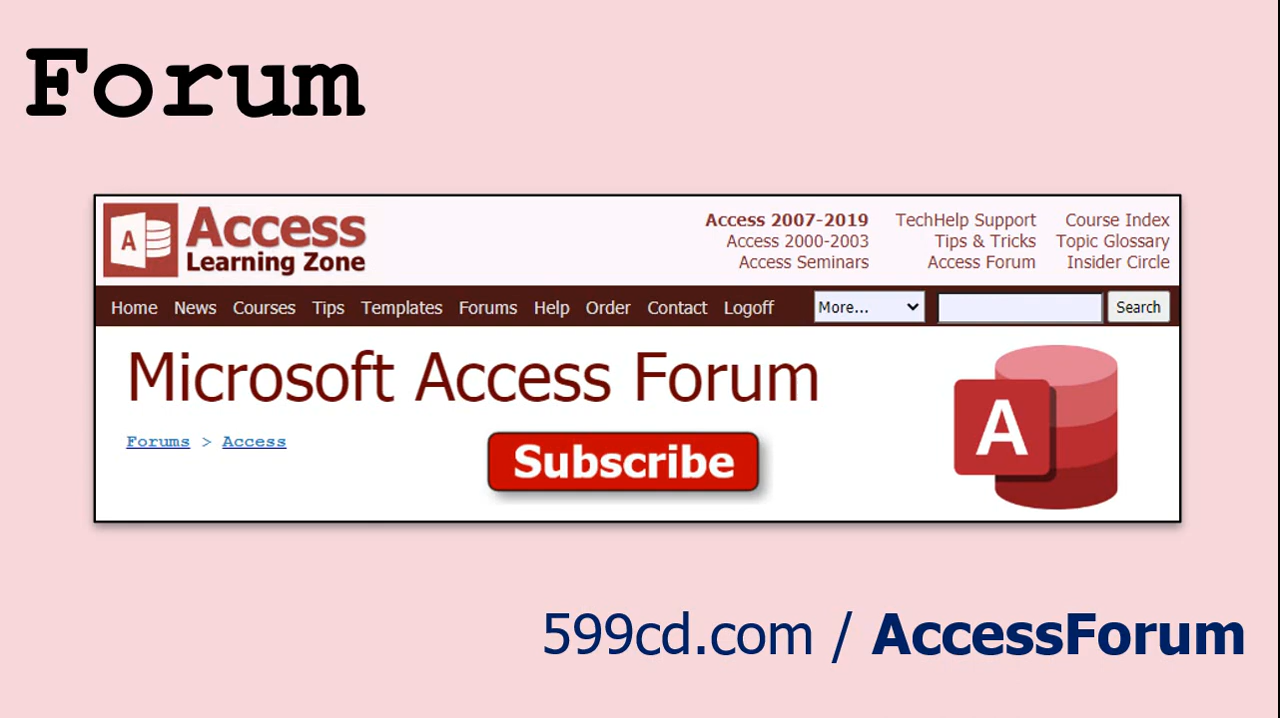 Forum
A
Access
Learning Zone
Access 2007-2019 TechHelp Support Course Index
Access 2000-2003 Tips & Tricks Topic Glossary
Access Seminars Access Forum Insider Circle
Home News Courses Tips Templates Forums Help Order Contact Logoff More... Search
Microsoft Access Forum
Forums > Access
Subscribe
A
599cd.com / AccessForum